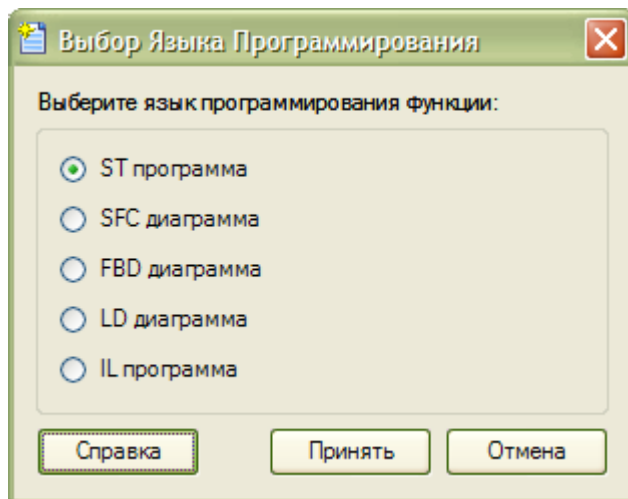 Выбор Языка Программирования
Выберите язык программирования функции:
ST программа
SFC диаграмма
FBD диаграмма
LD диаграмма
IL программа
Справка Принять Отмена